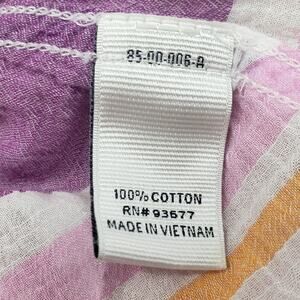 85-00-006-A
100% COTTON
RN# 93677
MADE IN VIETNAM